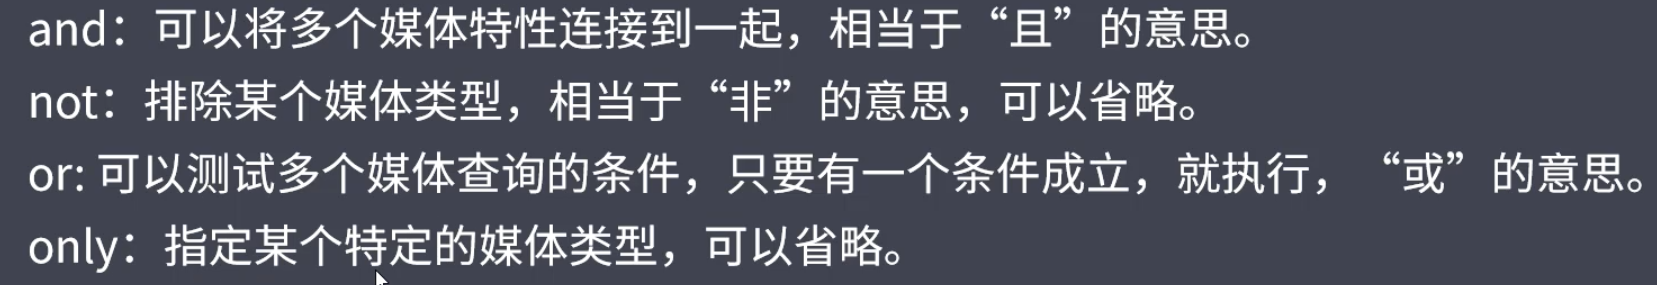 and：可以将多个媒体特性连接到一起，相当于“且”的意思。
not：排除某个媒体类型，相当于“非”的意思，可以省略。
or: 可以测试多个媒体查询的条件，只要有一个条件成立，就执行，“或”的意思。
only：指定某个特定的媒体类型，可以省略。